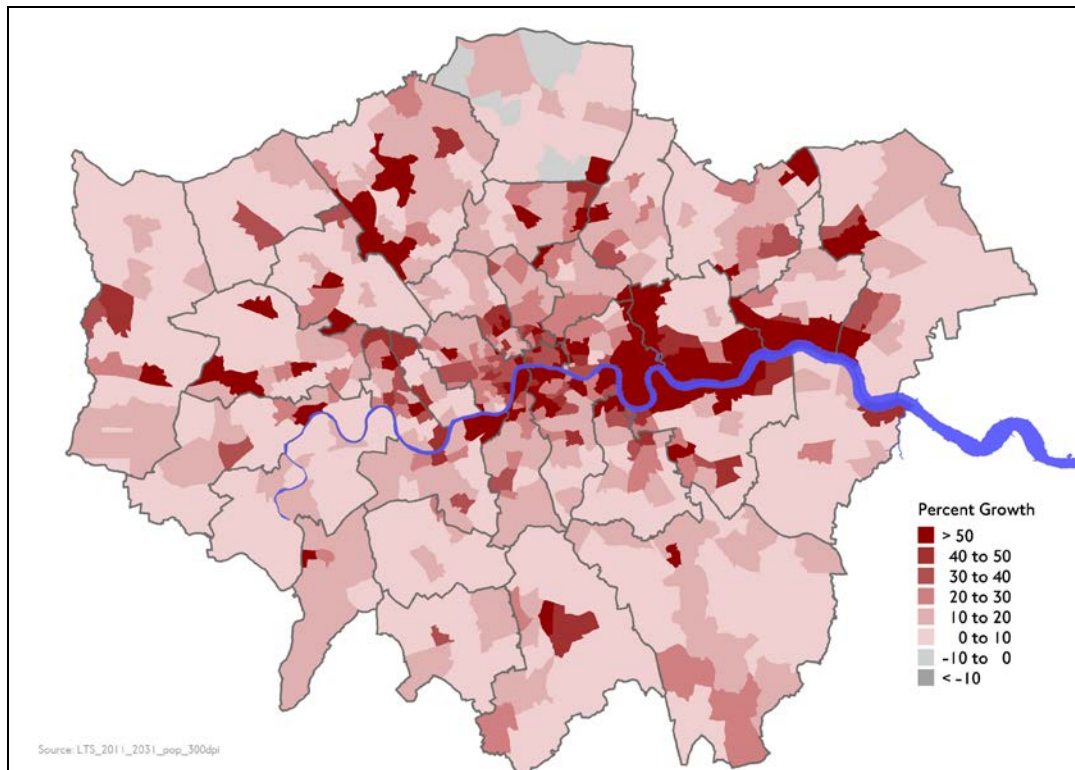 Percent Growth
> 50
40 to 50
30 to 40
20 to 30
10 to 20
0 to 10
-10 to 0
< -10
Source: LTS_2011_2031_pop_300dpi